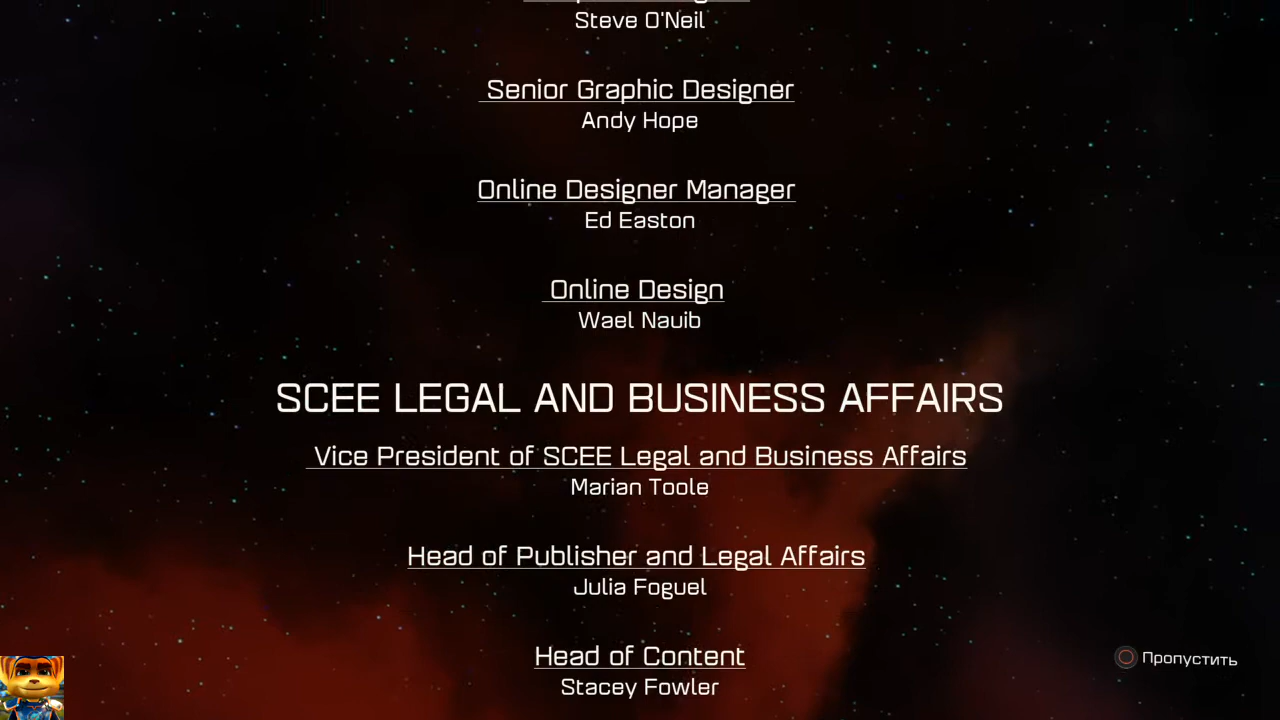 Steve O'Neil
Senior Graphic Designer
Andy Hope
Online Designer Manager
Ed Easton
Online Design
Wael Nauib
SCEE LEGAL AND BUSINESS AFFAIRS
Vice President of SCEE Legal and Business Affairs
Marian Toole
Head of Publisher and Legal Affairs
Julia Foguel
Head of Content
Stacey Fowler
Пропустить